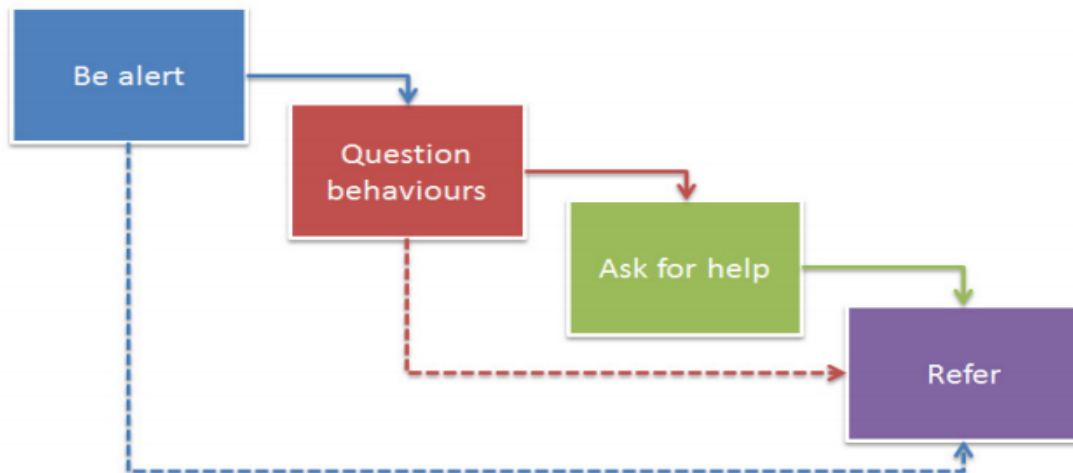 Be alert
Question
behaviours
Ask for help
Refer